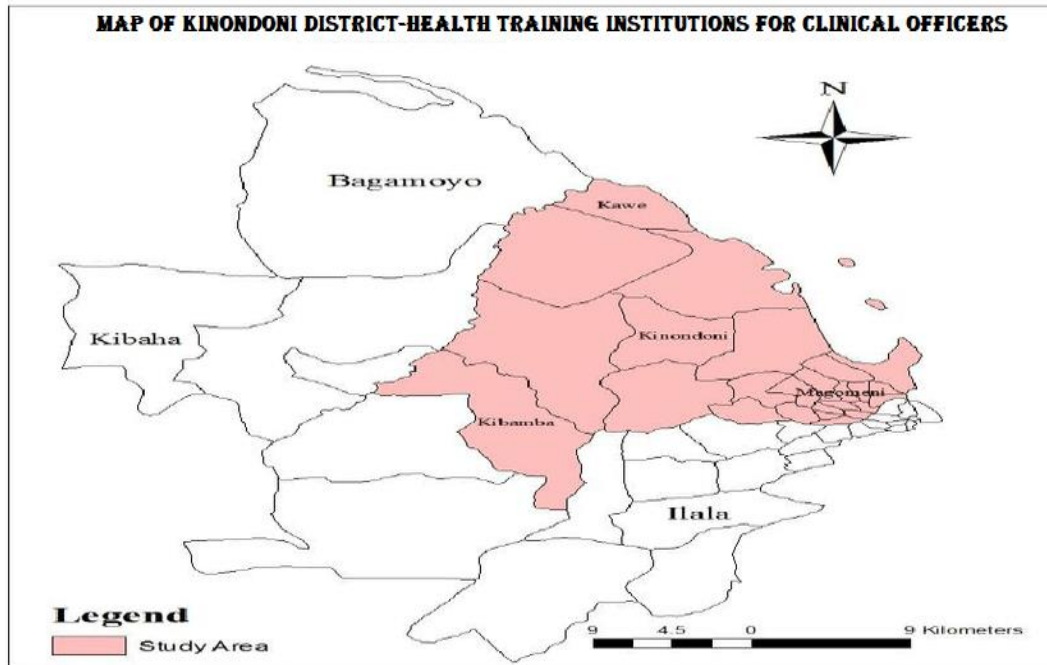 MAP OF KINONDONI DISTRICT-HEALTH TRAINING INSTITUTIONS FOR CLINICAL OFFICERS
N
Bagamoyo
Kawe
Kibaha
Kinondoni
Magomeni
Kibamba
Ilala
Legend
Study Area
9 4.5 0 9 Kilometers